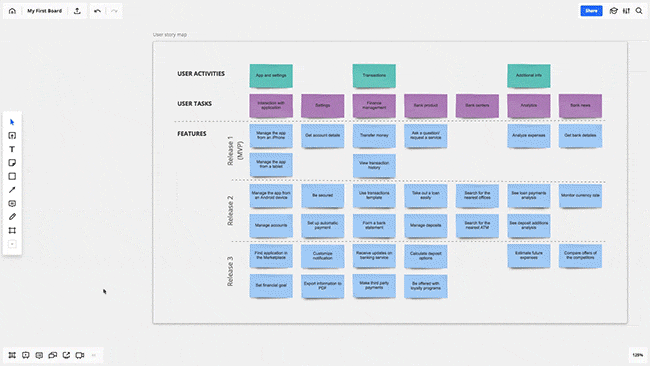 My First Board
Share
User story map
USER ACTIVITIES
App and settings
Transactions
Additional info
USER TASKS
Interaction with
application
Settings
Finance
management
Bank product
Bank centers
Analytics
Bank news
FEATURES
Release 1
(MVP)
Manage the app
from an iPhone
Get account details
Transfer money
Ask a question/
request a service
Analyze expenses
Get bank detailes
Manage the app
from a tablet
View transaction
history
Release 2
Manage the app from
an Android device
Be secured
Use transactions
template
Take out a loan
easily
Search for the
nearest offices
See loan payments
analysis
Monitor currency rate
Manage accounts
Set up automatic
payment
Form a bank
statement
Manage deposits
Search for the
nearest ATM
See deposit additions
analysis
Release 3
Find application in
the Marketplace
Customize
notification
Receive updates on
banking service
Calculate deposit
options
Estimate future
expenses
Compare offers of
the competitors
Set financial goal
Export information to
PDF
Make third party
payments
Be offered with
loyalty programs
128%